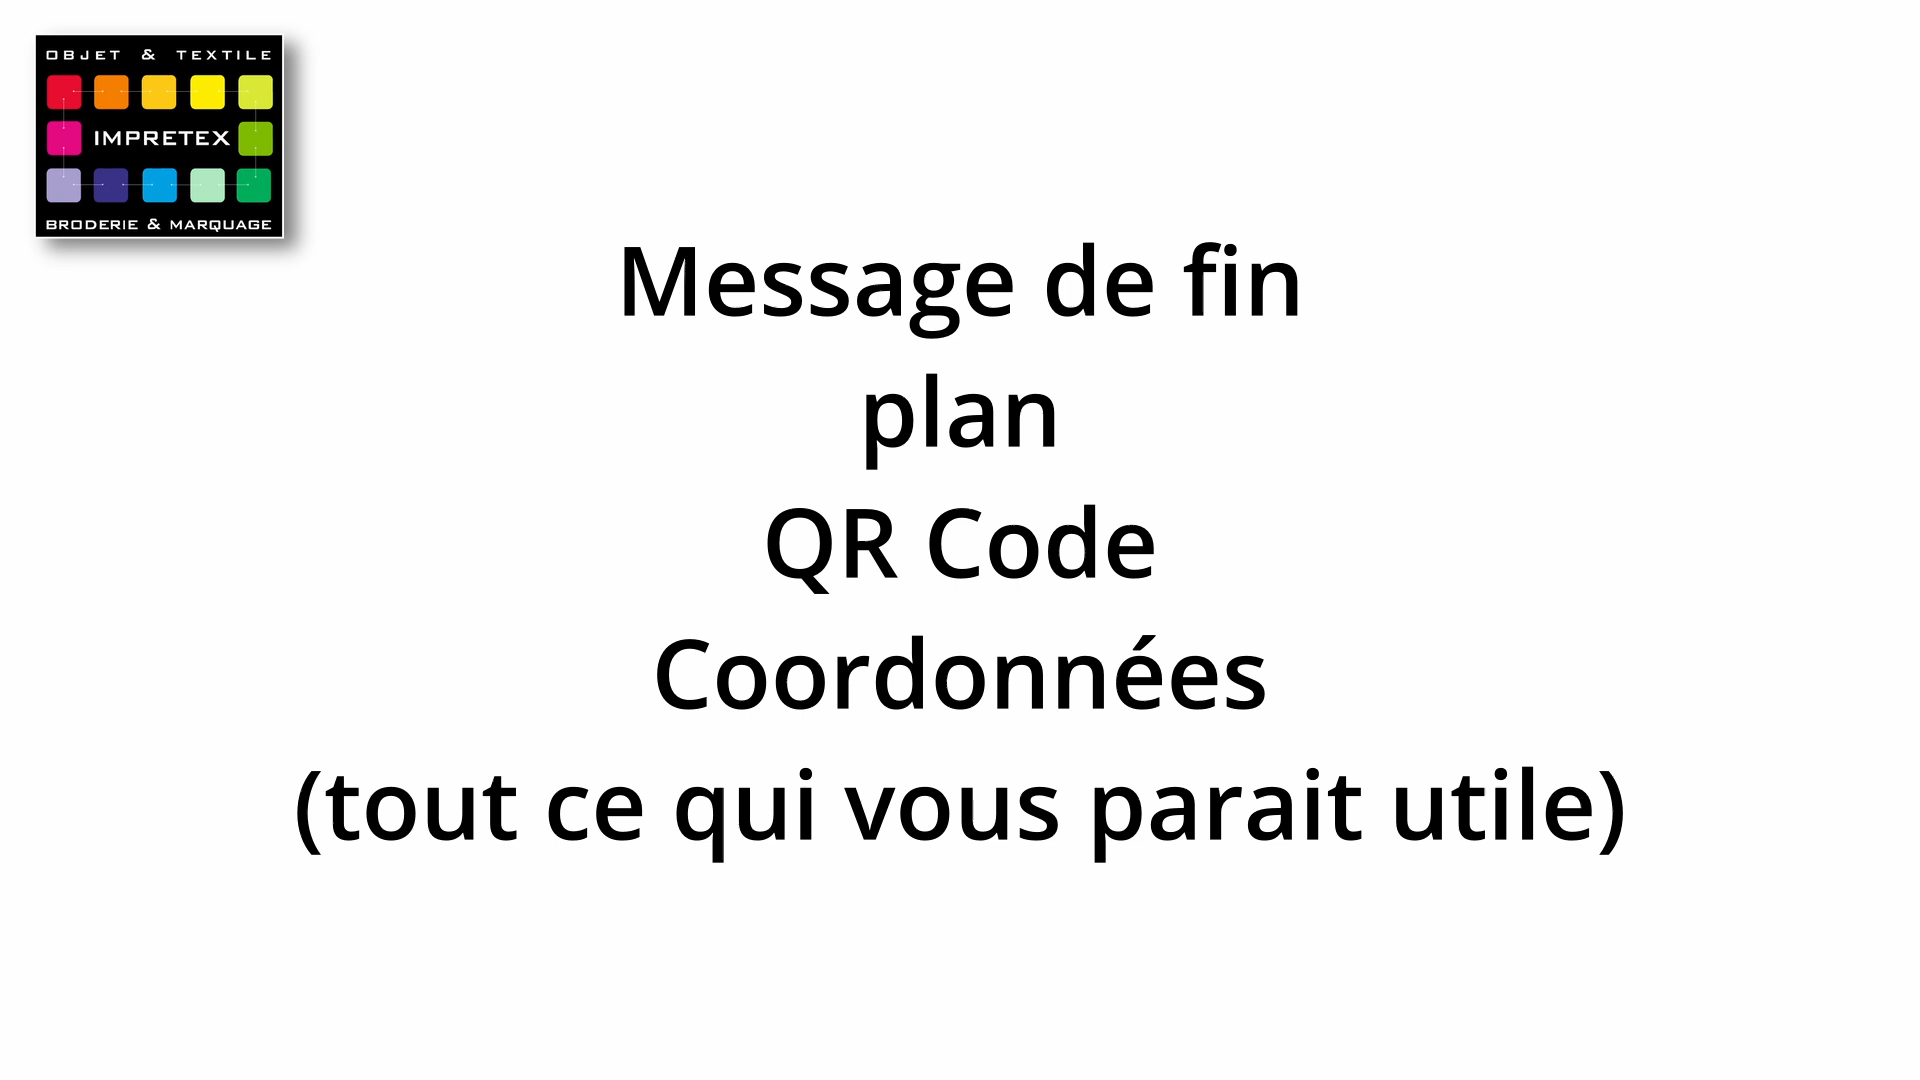 OBJET & TEXTILE
IMPRETEX
BRODERIE & MARQUAGE
Message de fin
plan
QR Code
Coordonnées
(tout ce qui vous parait utile)